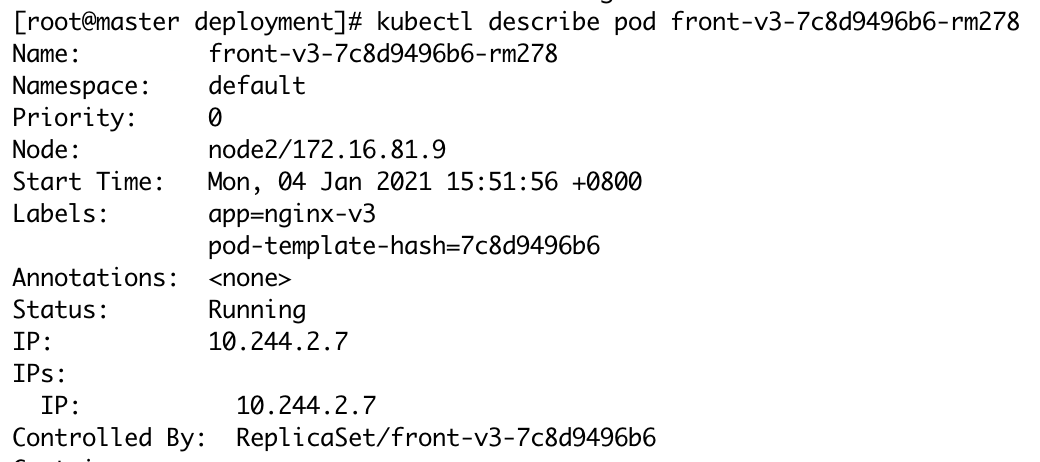 [root@master deployment]# kubectl describe pod front-v3-7c8d9496b6-rm278
Name:         front-v3-7c8d9496b6-rm278
Namespace:    default
Priority:     0
Node:         node2/172.16.81.9
Start Time:   Mon, 04 Jan 2021 15:51:56 +0800
Labels:       app=nginx-v3
              pod-template-hash=7c8d9496b6
Annotations:  <none>
Status:       Running
IP:           10.244.2.7
IPs:
  IP:           10.244.2.7
Controlled By:  ReplicaSet/front-v3-7c8d9496b6